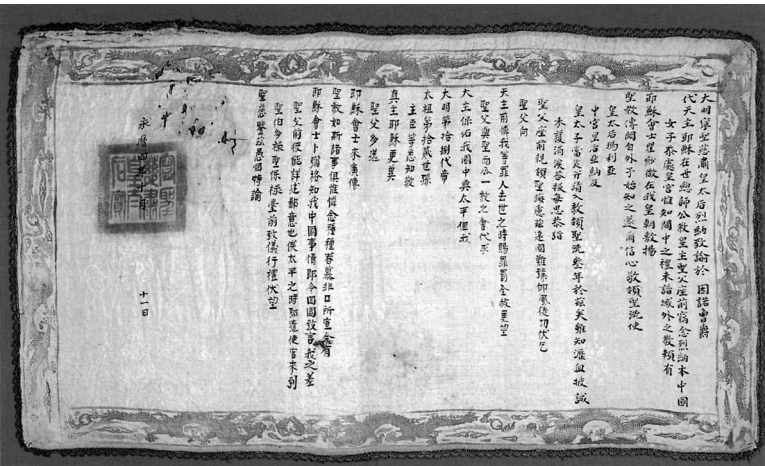 大明寧聖慈肅皇太后烈納致諭於 因諾曾爵
代天主耶穌在世總師公教皇主聖父座前竊念烈納本中國
女子忝處皇宮惟知閫中之禮未諳域外之教賴有
耶穌會士瞿紗微在我皇朝敷揚
聖教傳聞自外予始知之遂爾信心敬領聖洗使
皇太后瑪利亞
中宮皇后亞納及
皇太子當定並請入教領聖洗叁年於茲矣雖知瀝血披誠
未獲涓涘答報每思恭詣
聖父座前親領聖誨慮茲遠國難臻仰風徒切伏乞
聖父向
天主前憐我等罪人去世之時賜罪罰全赦更望
聖父與聖而公一教之會代求
天主保佑我國中興太平俾我
大明第拾捌代帝
太祖第拾貳世孫
主臣等悉知敬
真主耶穌更冀
聖父多送
耶穌會士來廣傳
聖教如斯諸事俱惟憐念種種眷慕非口所宣今有
耶穌會士卜彌格知我中國事情即令回國致言我之差
聖父前彼能詳述鄙意也俟太平之時即遣使官來到
聖伯多祿聖保祿臺前致儀行禮伏望
聖慈鑒茲愚悃特諭
永曆四年十月 十一日